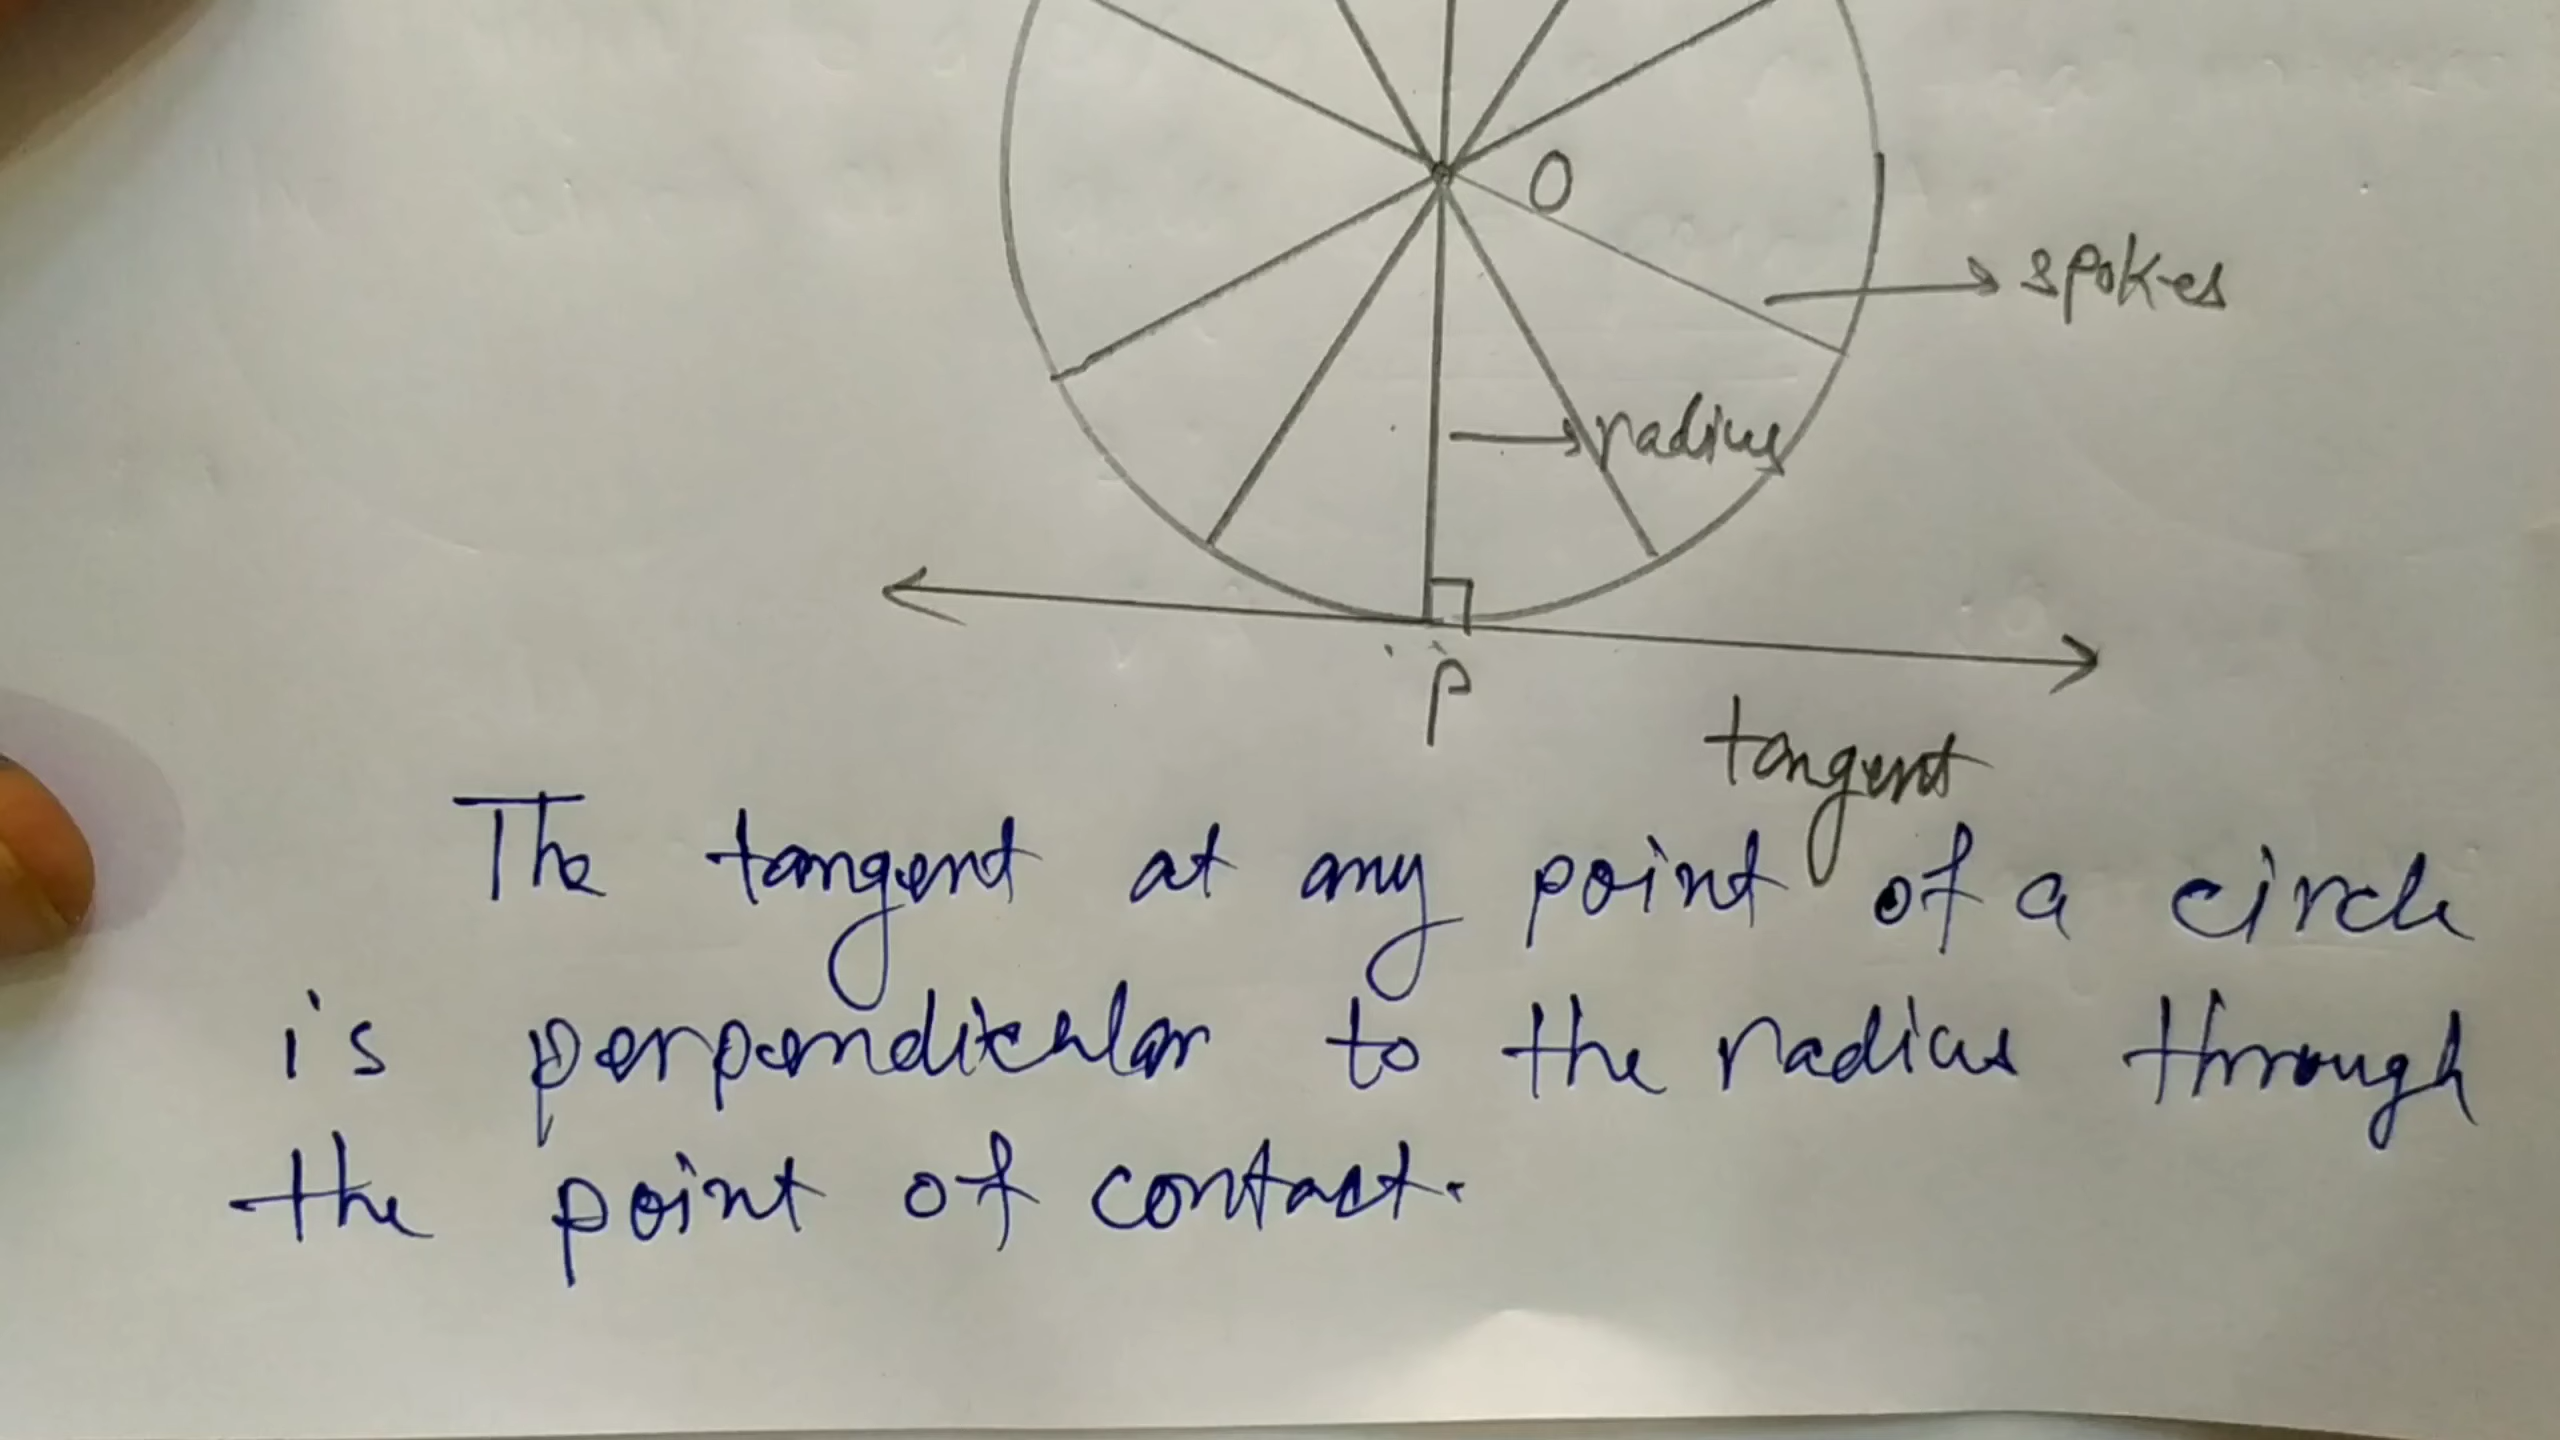 O
spokes
radius
P
tangent
The tangent at any point of a circle
is perpendicular to the radius through
the point of contact.